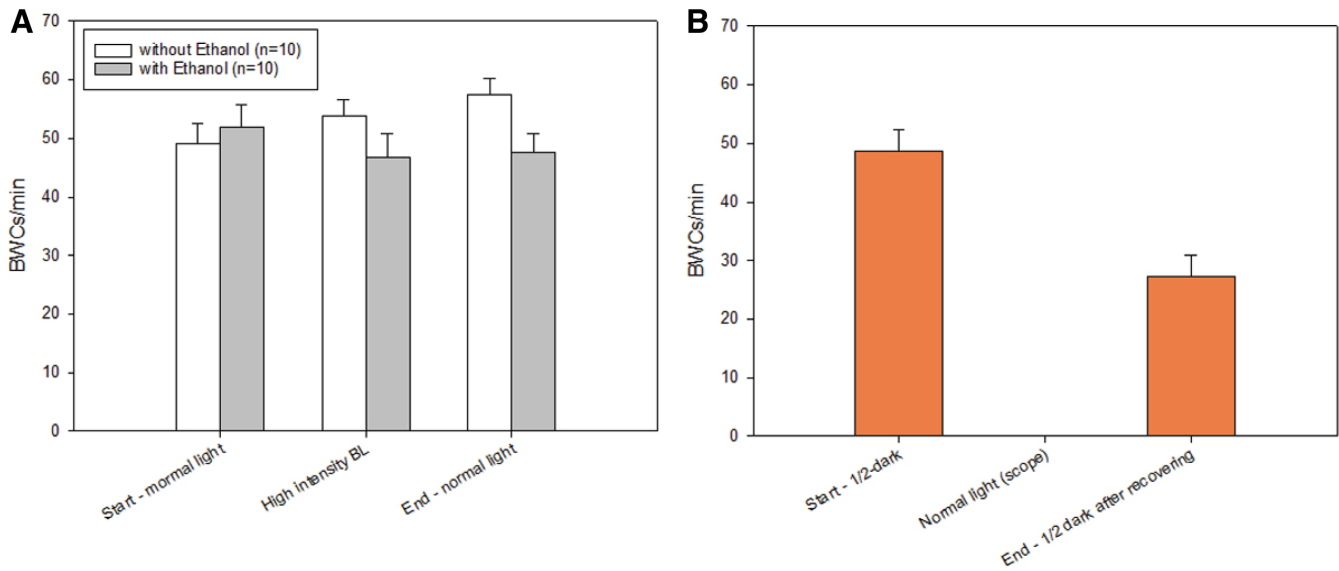 A
70
60
50
40
30
20
10
0
BWCs/min
without Ethanol (n=10)
with Ethanol (n=10)
Start - mormal light
High intensity BL
End - normal light
B
70
60
50
40
30
20
10
0
BWCs/min
Start - 1/2-dark
Normal light (scope)
End - 1/2 dark after recovering